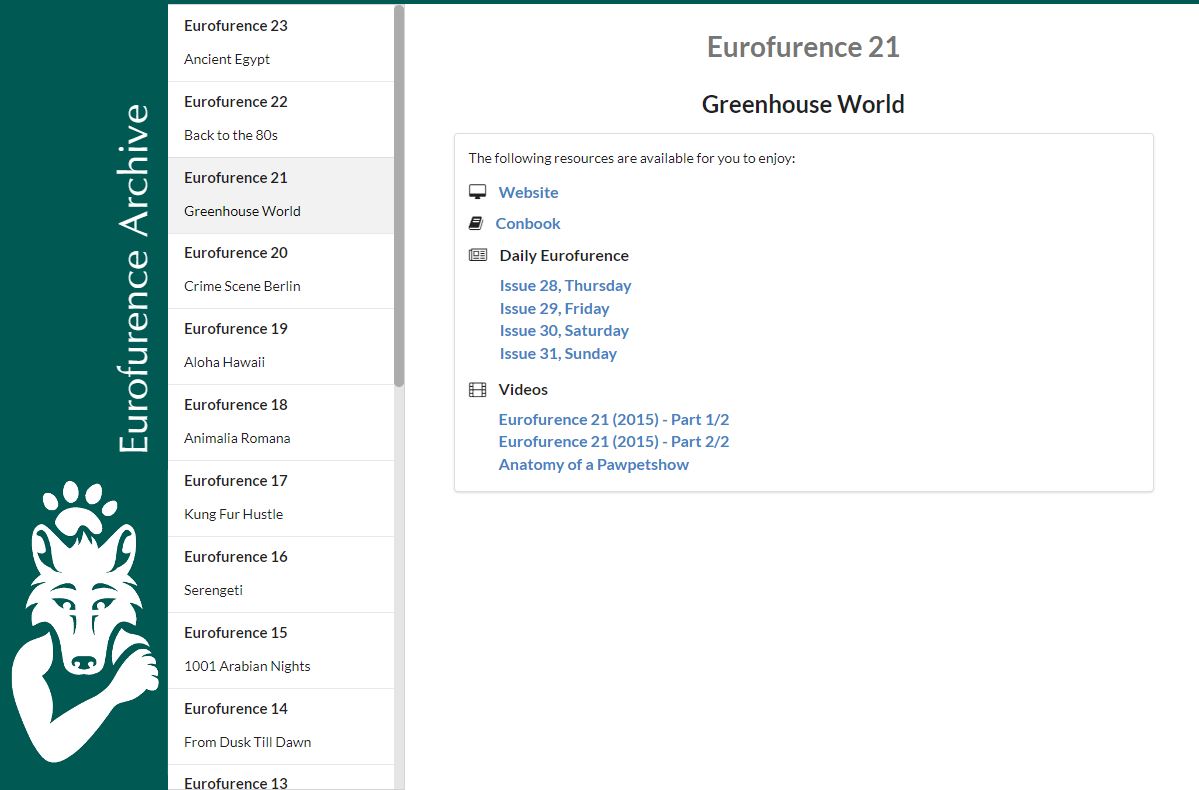 Eurofurence Archive
Eurofurence 23
Ancient Egypt
Eurofurence 22
Back to the 80s
Eurofurence 21
Greenhouse World
Eurofurence 20
Crime Scene Berlin
Eurofurence 19
Aloha Hawaii
Eurofurence 18
Animalia Romana
Eurofurence 17
Kung Fur Hustle
Eurofurence 16
Serengeti
Eurofurence 15
1001 Arabian Nights
Eurofurence 14
From Dusk Till Dawn
Eurofurence 13
Eurofurence 21
Greenhouse World
The following resources are available for you to enjoy:
Website
Conbook
Daily Eurofurence
Issue 28, Thursday
Issue 29, Friday
Issue 30, Saturday
Issue 31, Sunday
Videos
Eurofurence 21 (2015) - Part 1/2
Eurofurence 21 (2015) - Part 2/2
Anatomy of a Pawpetshow